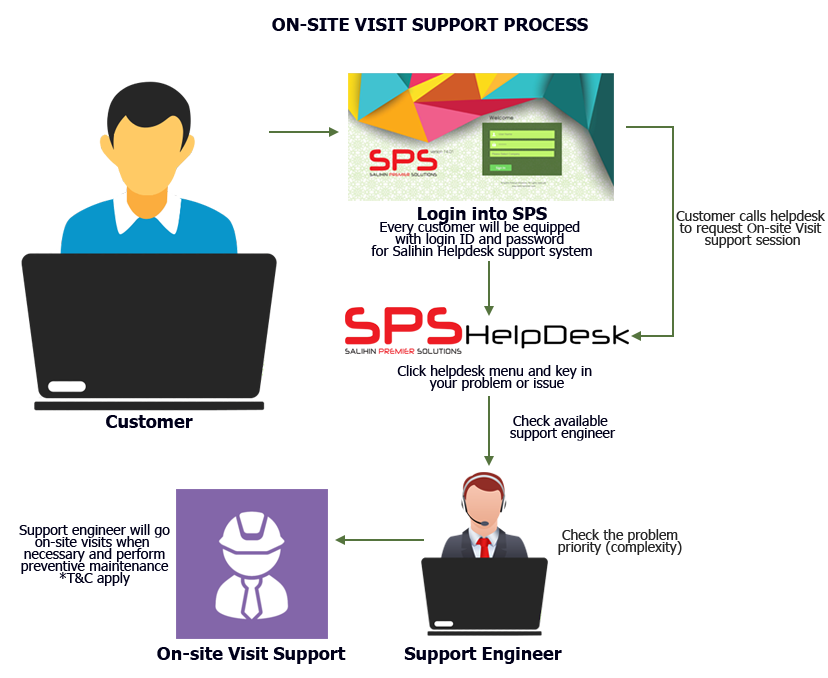 ON-SITE VISIT SUPPORT PROCESS
Welcome
SPS
SALIHIN PREMIER SOLUTIONS
Login into SPS
Every customer will be equipped
with login ID and password
for Salihin Helpdesk support system
Customer calls helpdesk
to request On-site Visit
support session
SPS HelpDesk
SALIHIN PREMIER SOLUTIONS
Click helpdesk menu and key in
your problem or issue
Customer
Check available
support engineer
Support engineer will go
on-site visits when
necessary and perform
preventive maintenance
*T&C apply
Check the problem
priority (complexity)
On-site Visit Support
Support Engineer